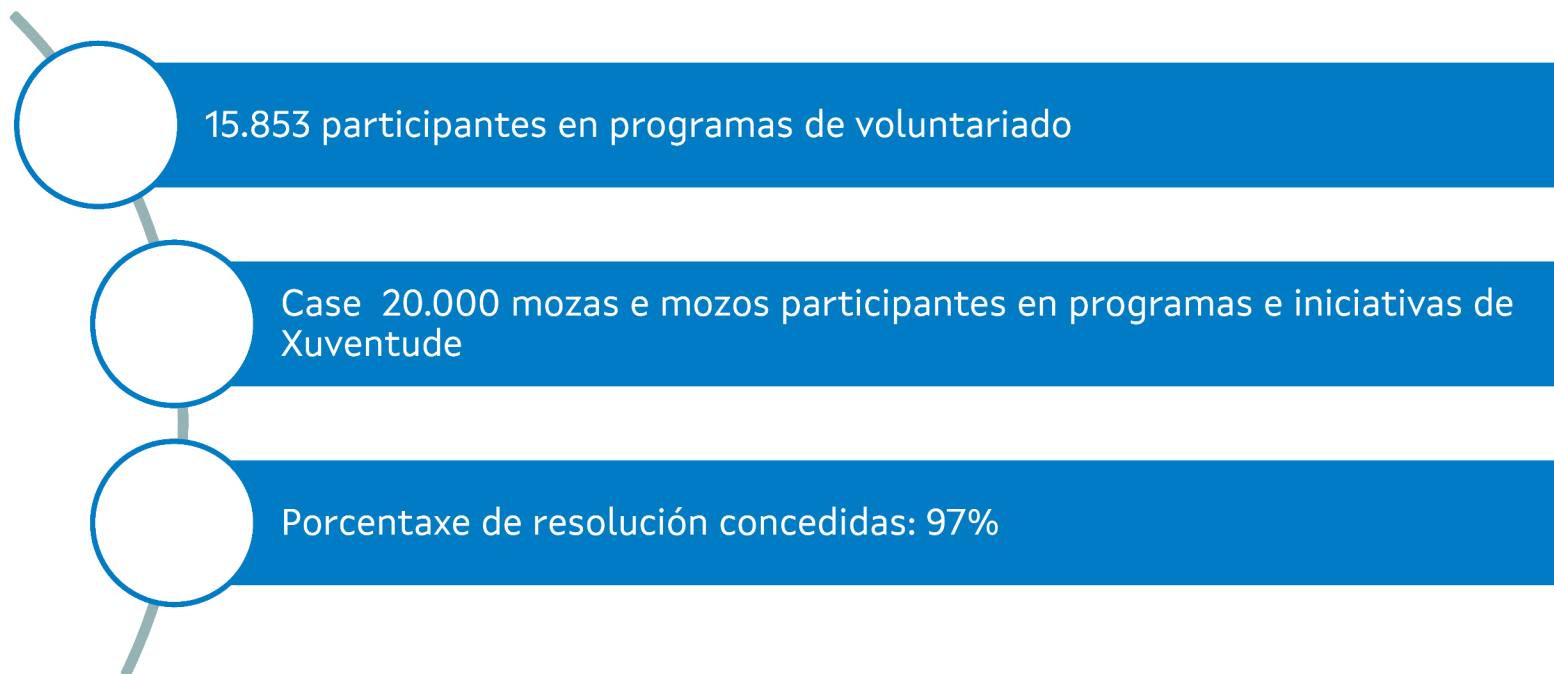 15.853 participantes en programas de voluntariado
Case  20.000 mozas e mozos participantes en programas e iniciativas de
Xuventude
Porcentaxe de resolución concedidas: 97%